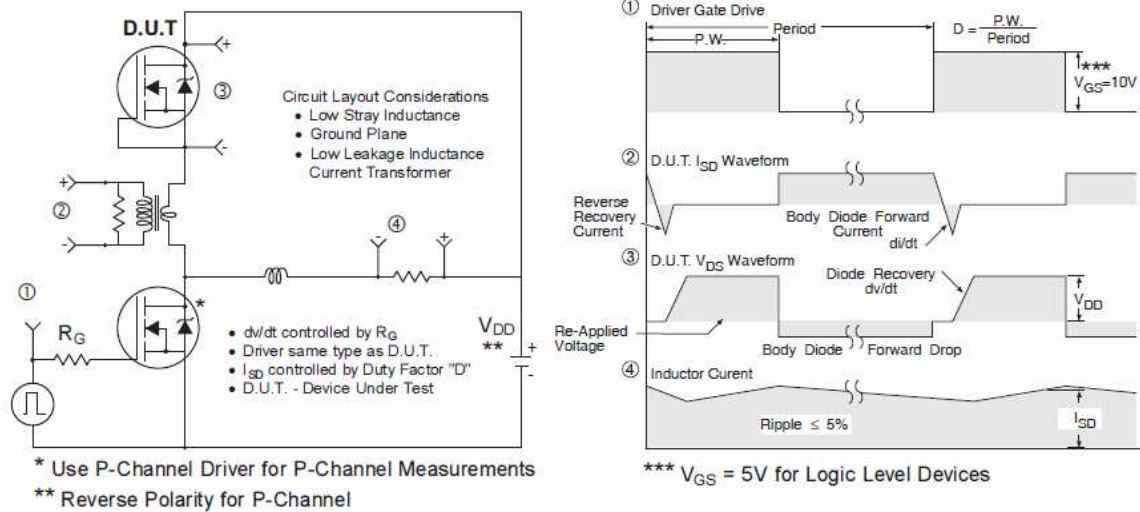 D.U.T
+
③
-
Circuit Layout Considerations
• Low Stray Inductance
• Ground Plane
• Low Leakage Inductance
Current Transformer
+
②
-
④
-
+
①
RG
*
• dv/dt controlled by RG
• Driver same type as D.U.T.
• ISD controlled by Duty Factor "D"
• D.U.T. - Device Under Test
VDD
**
+
-
* Use P-Channel Driver for P-Channel Measurements
** Reverse Polarity for P-Channel
① Driver Gate Drive
P.W.
Period
D = P.W.
Period
***
VGS=10V
② D.U.T. ISD Waveform
Reverse
Recovery
Current
Body Diode Forward
Current
di/dt
③ D.U.T. VDS Waveform
Diode Recovery
dv/dt
VDD
Re-Applied
Voltage
Body Diode Forward Drop
④ Inductor Curent
Ripple ≤ 5%
ISD
*** VGS = 5V for Logic Level Devices